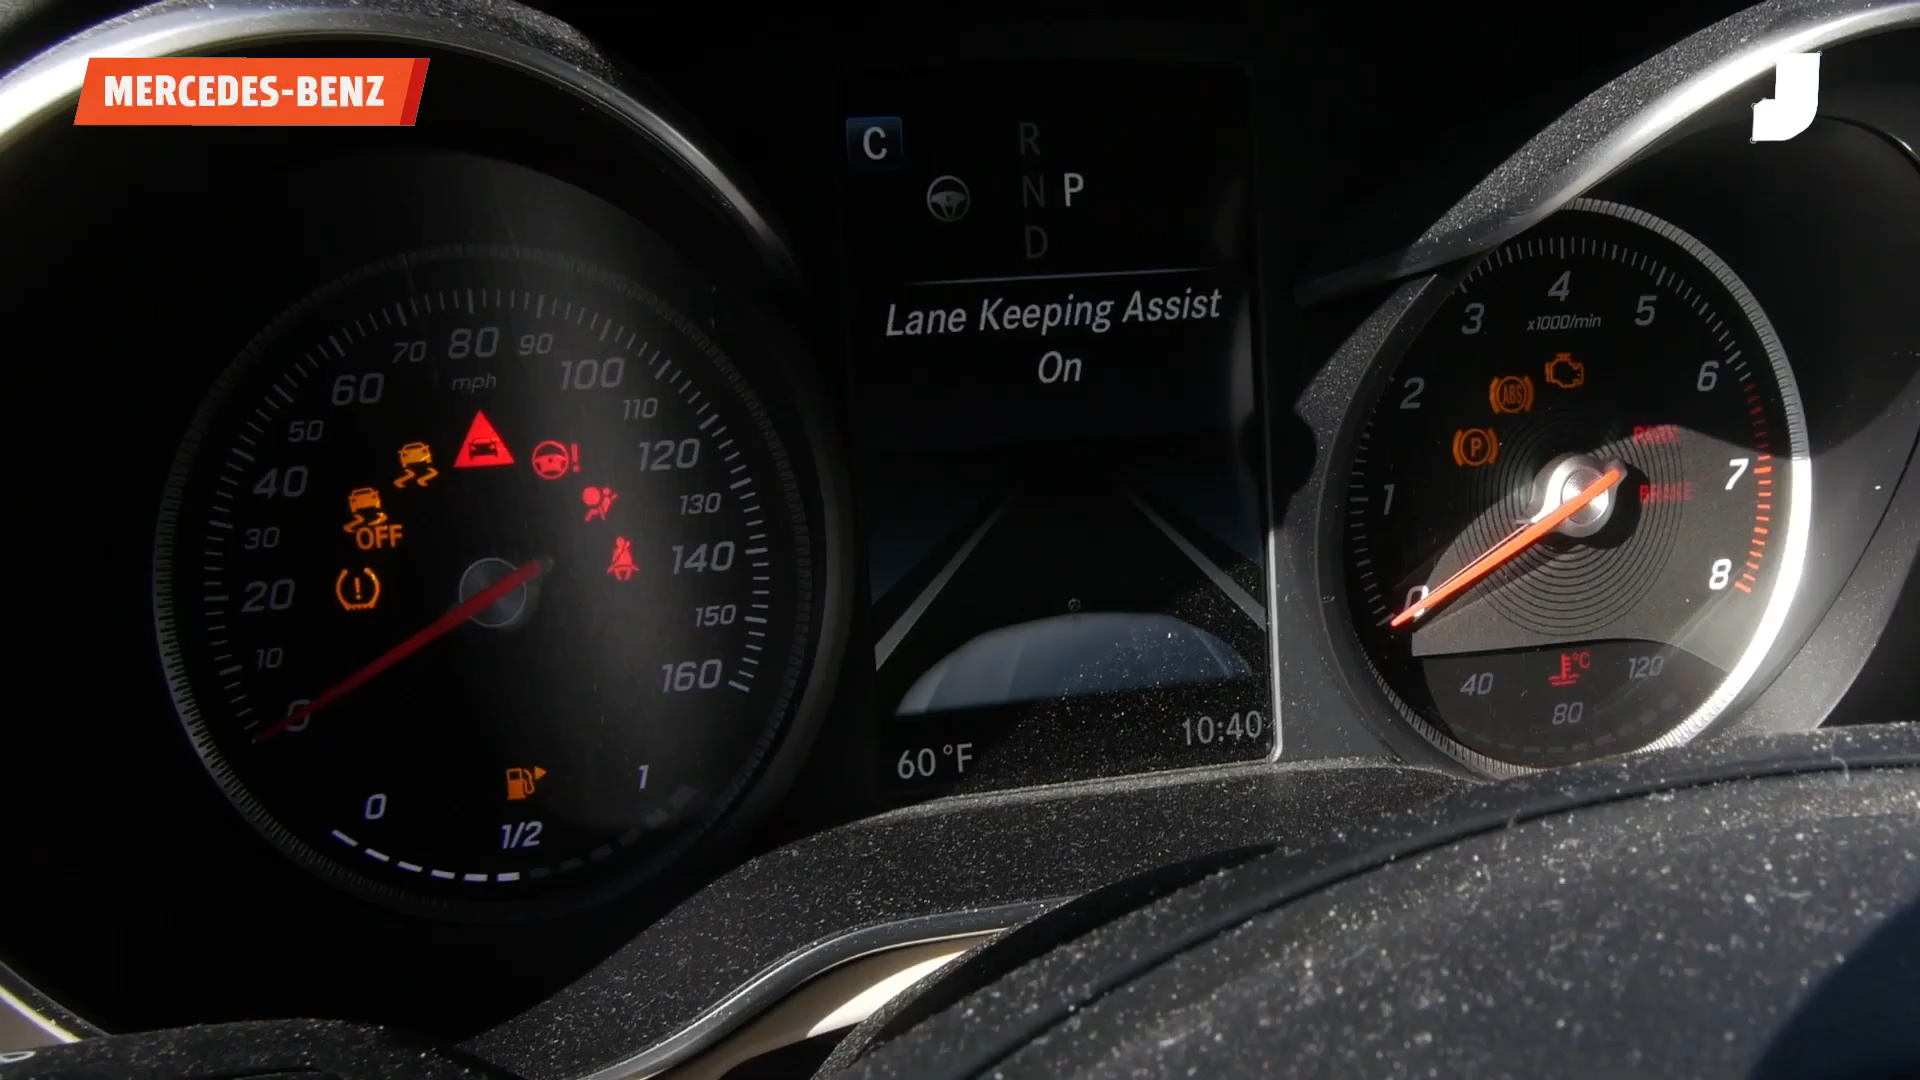 MERCEDES-BENZ
J
C
R
N P
D
Lane Keeping Assist
On
60°F
10:40
0
10
20
30
40
50
60
70
80
90
100
110
120
130
140
150
160
mph
OFF
0
1/2
1
0
1
2
3
4
5
6
7
8
x1000/min
ABS
P
PARK
BRAKE
°C
40
80
120